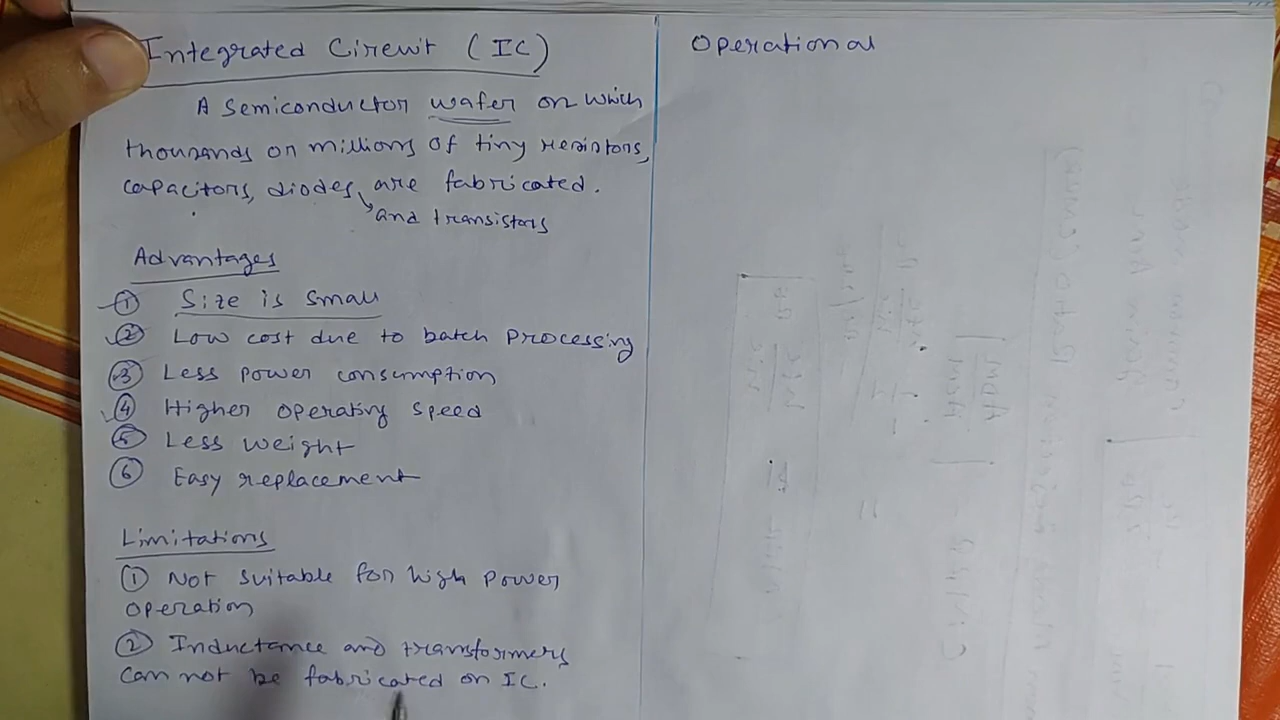 Integrated Circuit (IC)
A semiconductor wafer on which
thousands or millions of tiny resistors,
capacitors, diodes, are fabricated.
and transistors
Advantages
① Size is small
② Low cost due to batch processing
③ Less power consumption
④ Higher operating speed
⑤ Less weight
⑥ Easy replacement
Limitations
① Not suitable for high power
operation
② Inductance and transformers
can not be fabricated on IC.
Operational